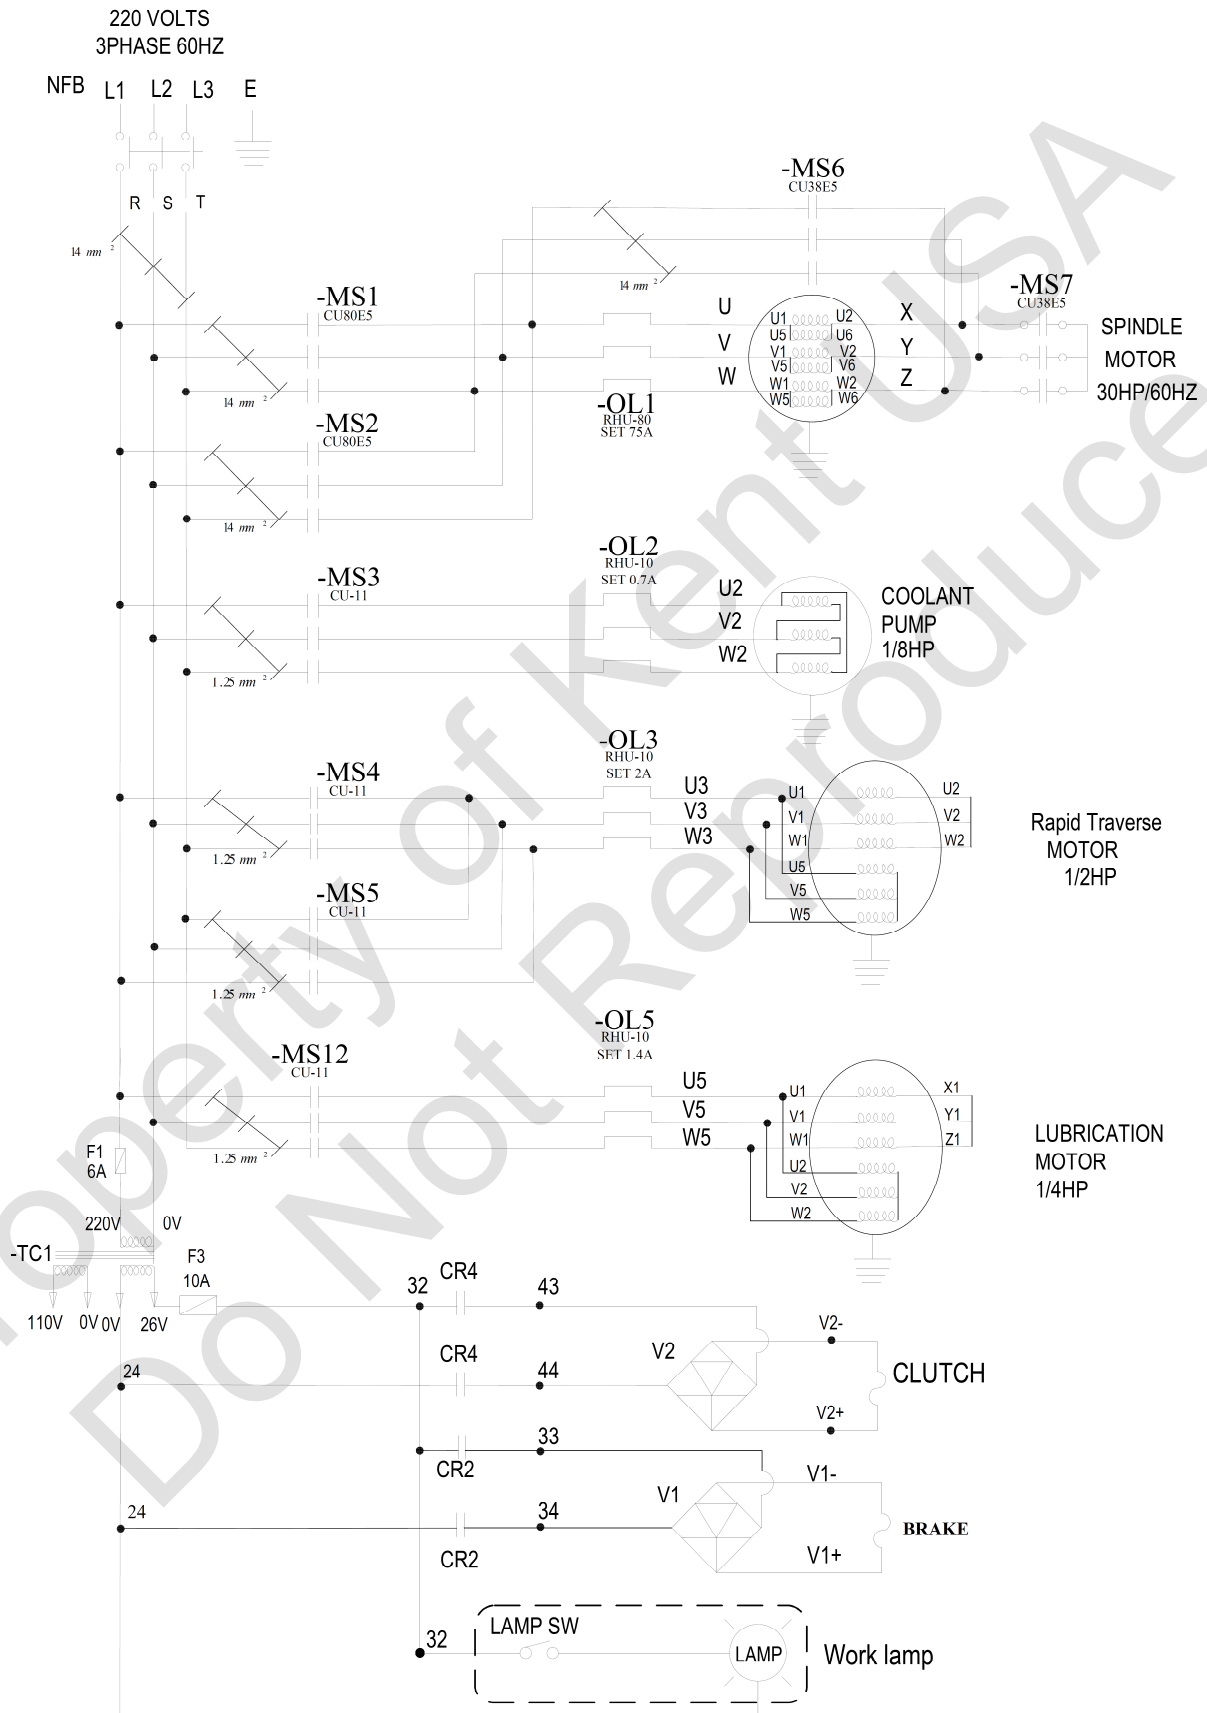 220 VOLTS
3PHASE 60HZ
NFB L1 L2 L3 E
R S T
14 mm 2
-MS6
CU38E5
14 mm 2
-MS1
CU80E5
-MS7
CU38E5
U U1 U2 X
U5 U6
V V1 V2 Y
V5 V6
W W1 W2 Z
W5 W6
SPINDLE
MOTOR
30HP/60HZ
14 mm 2
-OL1
RHU-80
SET 75A
-MS2
CU80E5
14 mm 2
-OL2
RHU-10
SET 0.7A
-MS3
CU-11
U2
V2
W2
COOLANT
PUMP
1/8HP
1.25 mm 2
-OL3
RHU-10
SET 2A
-MS4
CU-11
U3 U1 U2
V3 V1 V2
W3 W1 W2
U5
V5
W5
Rapid Traverse
MOTOR
1/2HP
1.25 mm 2
-MS5
CU-11
1.25 mm 2
-OL5
RHU-10
SET 1.4A
-MS12
CU-11
U5 U1 X1
V5 V1 Y1
W5 W1 Z1
U2
V2
W2
LUBRICATION
MOTOR
1/4HP
1.25 mm 2
F1
6A
220V 0V
-TC1
F3
10A
110V 0V 0V 26V
32 CR4 43
24 CR4 44
V2 V2-
V2+
CLUTCH
33
CR2
24 34
CR2
V1 V1-
V1+
BRAKE
32 LAMP SW LAMP Work lamp
Property of Kent USA
Do Not Reproduce